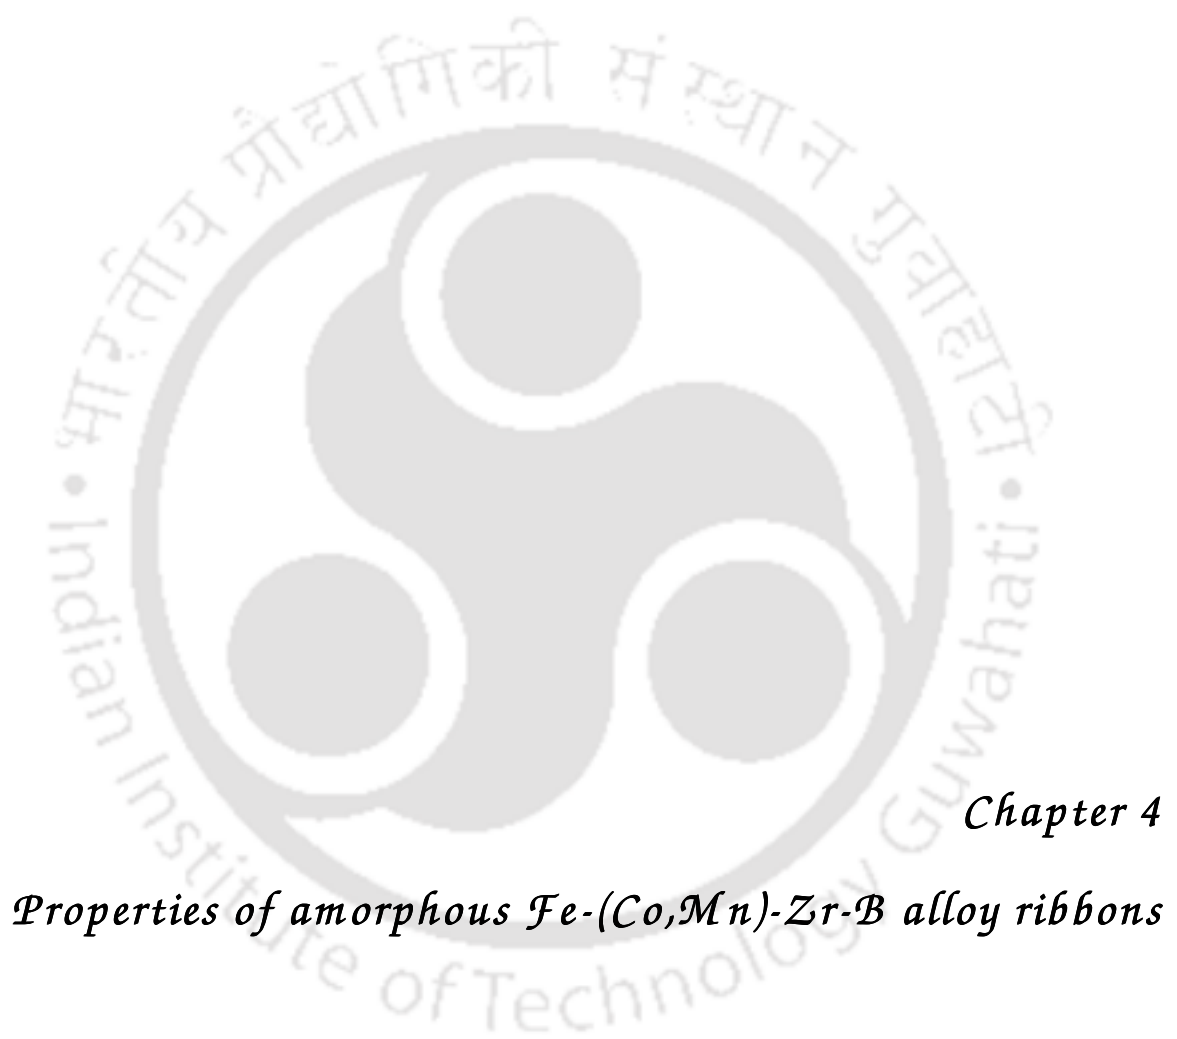 भारतीय प्रौद्योगिकी संस्थान गुवाहाटी
Indian Institute of Technology Guwahati
Chapter 4
Properties of amorphous Fe-(Co,Mn)-Zr-B alloy ribbons